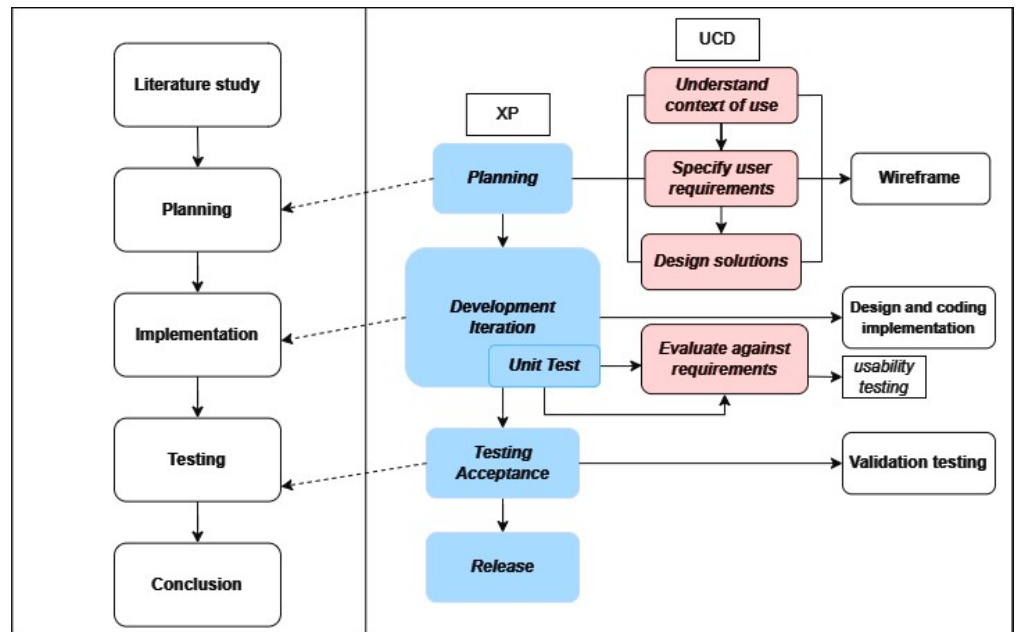 Literature study
Planning
Implementation
Testing
Conclusion
UCD
XP
Understand
context of use
Planning
Specify user
requirements
Wireframe
Design solutions
Development
Iteration
Design and coding
implementation
Unit Test
Evaluate against
requirements
usability
testing
Testing
Acceptance
Validation testing
Release